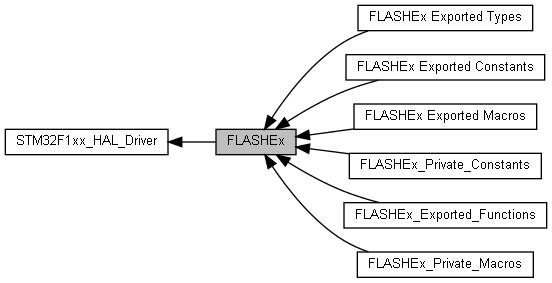 FLASHEx Exported Types
FLASHEx Exported Constants
FLASHEx Exported Macros
STM32F1xx_HAL_Driver
FLASHEx
FLASHEx_Private_Constants
FLASHEx_Exported_Functions
FLASHEx_Private_Macros